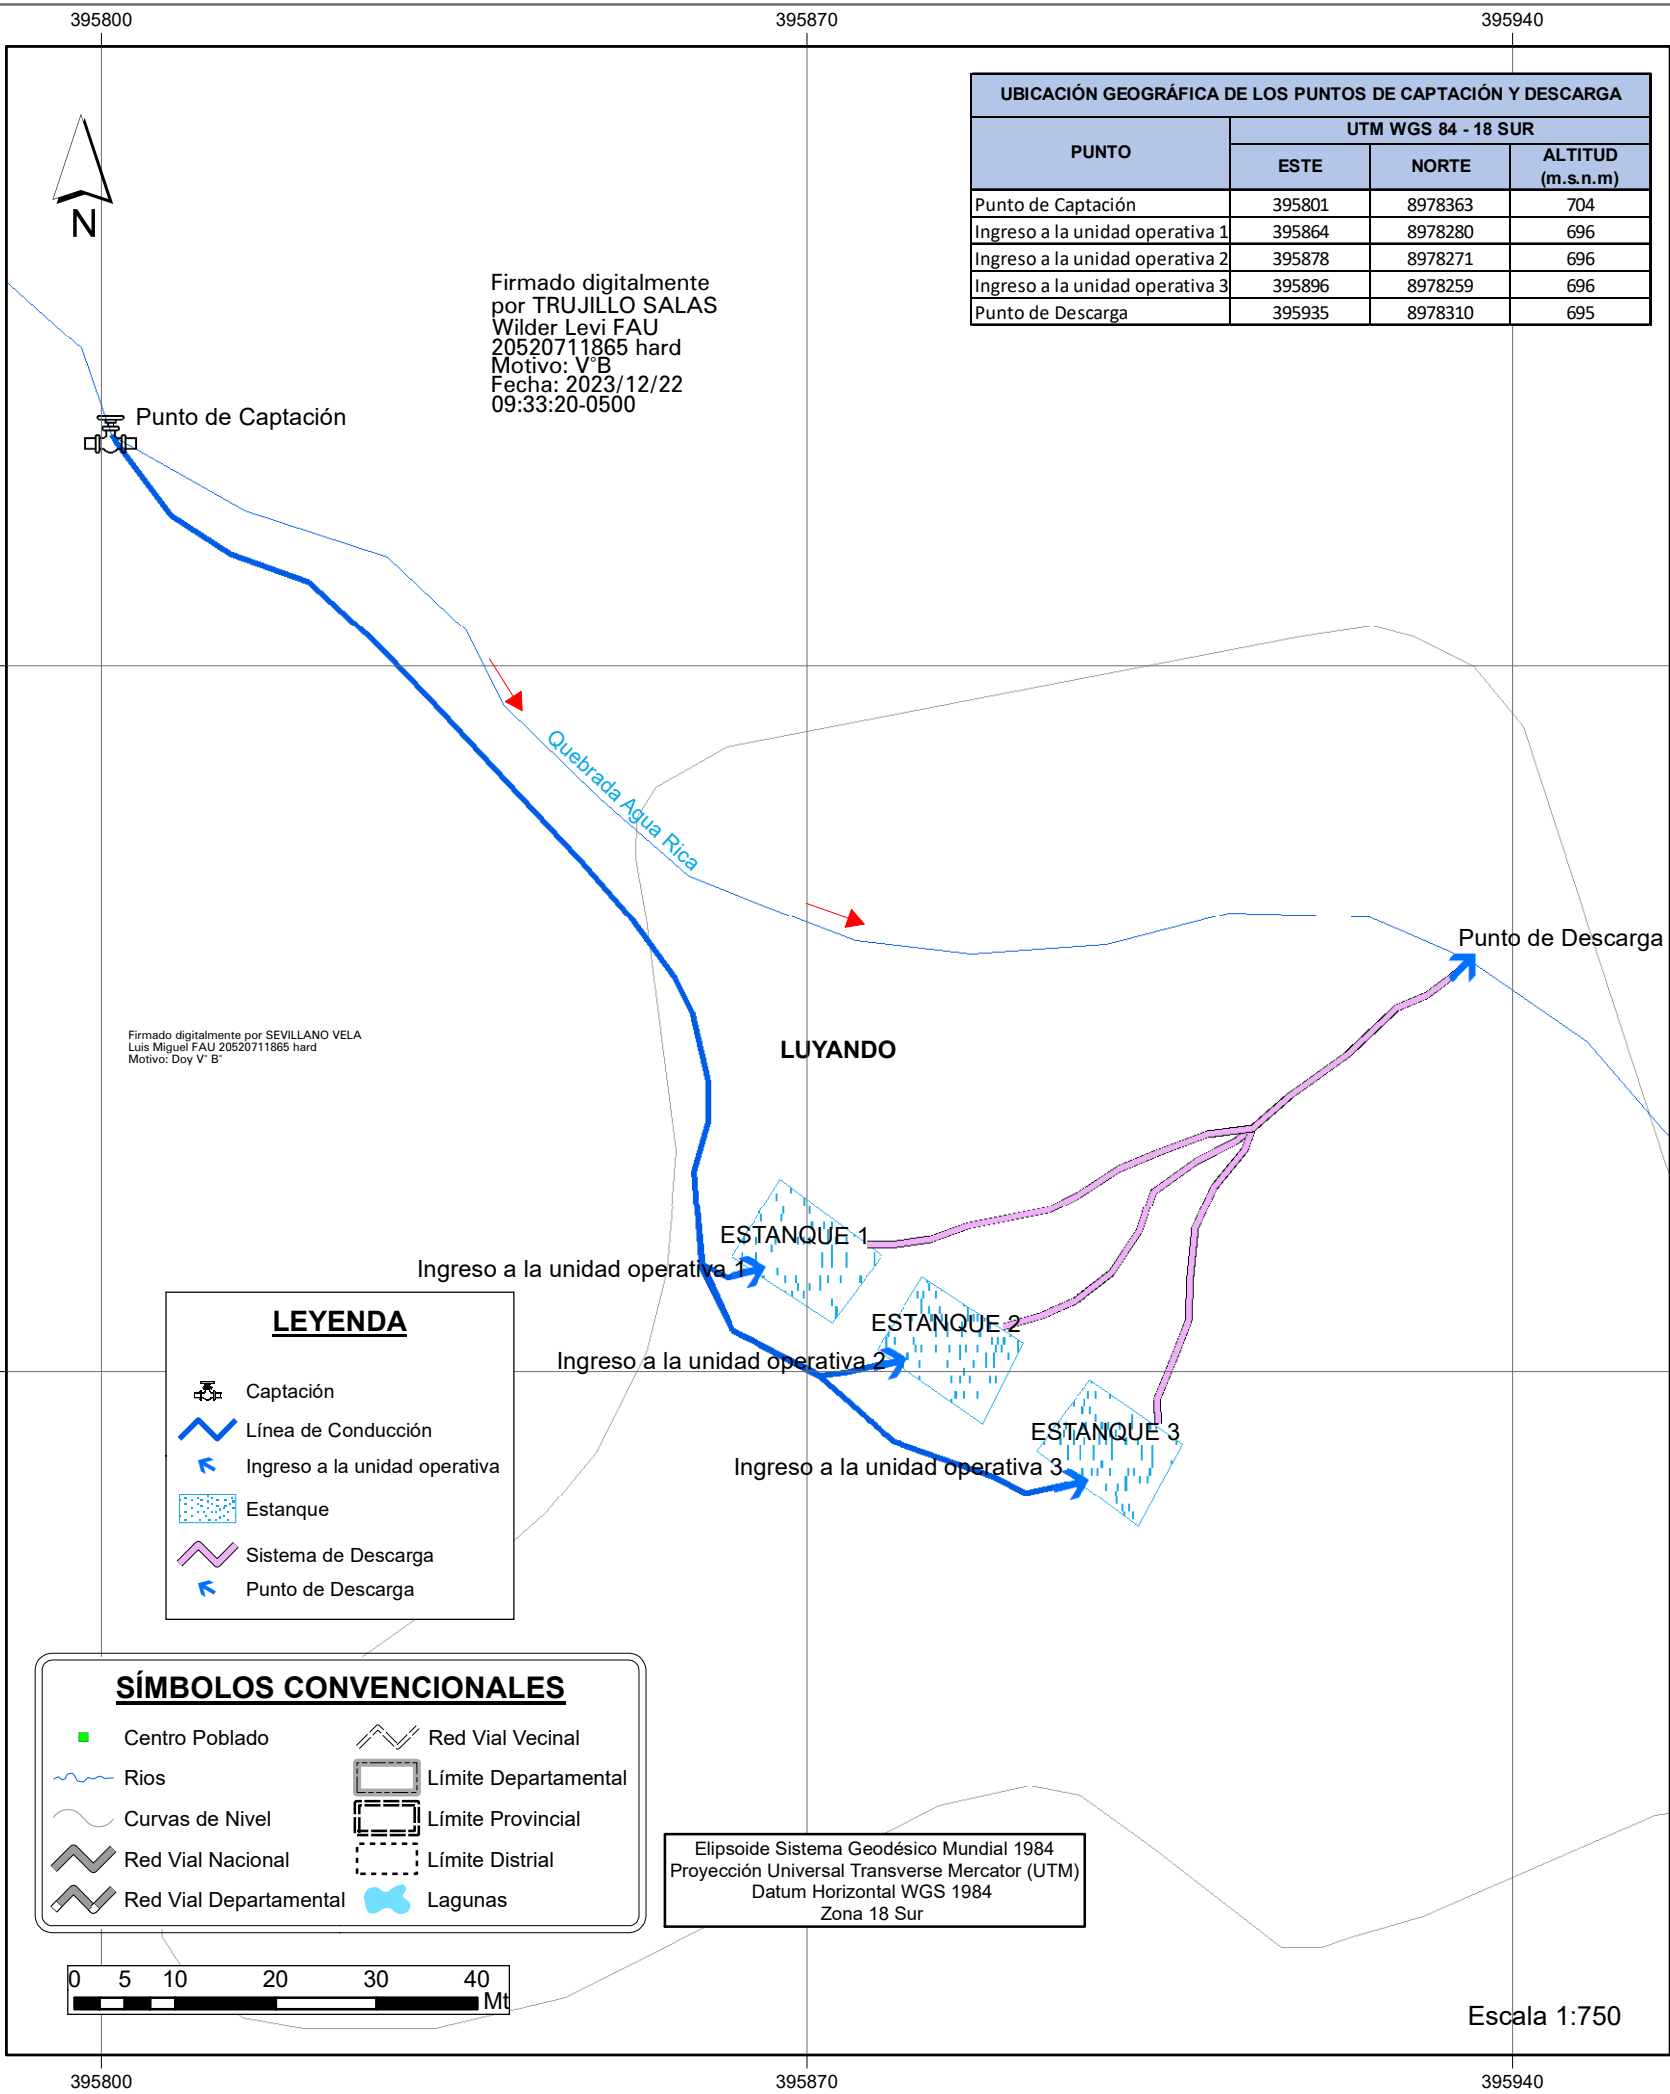 395800
395870
395940
UBICACIÓN GEOGRÁFICA DE LOS PUNTOS DE CAPTACIÓN Y DESCARGA
PUNTO
UTM WGS 84 - 18 SUR
ESTE NORTE ALTITUD (m.s.n.m)
Punto de Captación 395801 8978363 704
Ingreso a la unidad operativa 1 395864 8978280 696
Ingreso a la unidad operativa 2 395878 8978271 696
Ingreso a la unidad operativa 3 395896 8978259 696
Punto de Descarga 395935 8978310 695
N
Firmado digitalmente
por TRUJILLO SALAS
Wilder Levi FAU
20520711865 hard
Motivo: V°B
Fecha: 2023/12/22
09:33:20-0500
Punto de Captación
Quebrada Agua Rica
Punto de Descarga
Firmado digitalmente por SEVILLANO VELA
Luis Miguel FAU 20520711865 hard
Motivo: Doy V° B°
LUYANDO
ESTANQUE 1
Ingreso a la unidad operativa 1
ESTANQUE 2
Ingreso a la unidad operativa 2
ESTANQUE 3
Ingreso a la unidad operativa 3
LEYENDA
Captación
Línea de Conducción
Ingreso a la unidad operativa
Estanque
Sistema de Descarga
Punto de Descarga
SÍMBOLOS CONVENCIONALES
Centro Poblado
Rios
Curvas de Nivel
Red Vial Nacional
Red Vial Departamental
Red Vial Vecinal
Límite Departamental
Límite Provincial
Límite Distrial
Lagunas
Elipsoide Sistema Geodésico Mundial 1984
Proyección Universal Transverse Mercator (UTM)
Datum Horizontal WGS 1984
Zona 18 Sur
0 5 10 20 30 40
Mt
Escala 1:750
395800
395870
395940